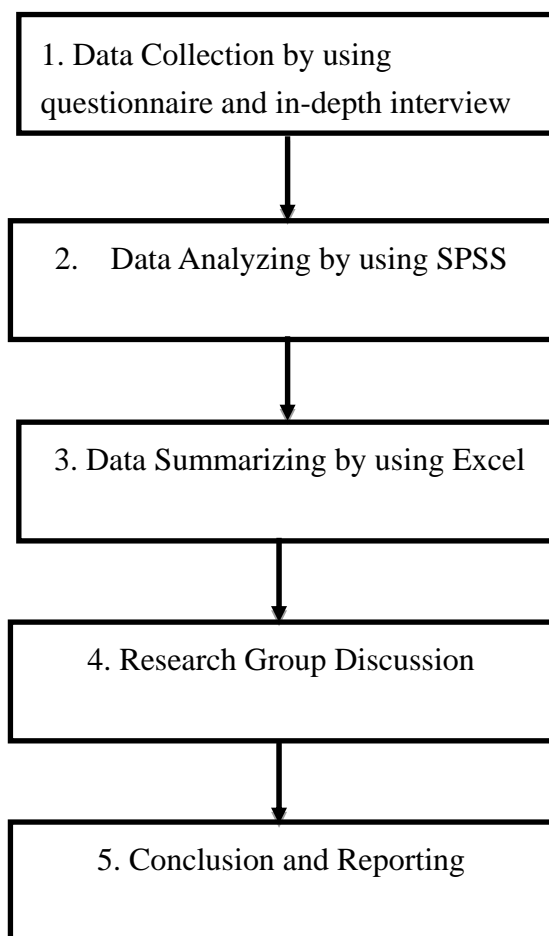 1. Data Collection by using
questionnaire and in-depth interview
2. Data Analyzing by using SPSS
3. Data Summarizing by using Excel
4. Research Group Discussion
5. Conclusion and Reporting